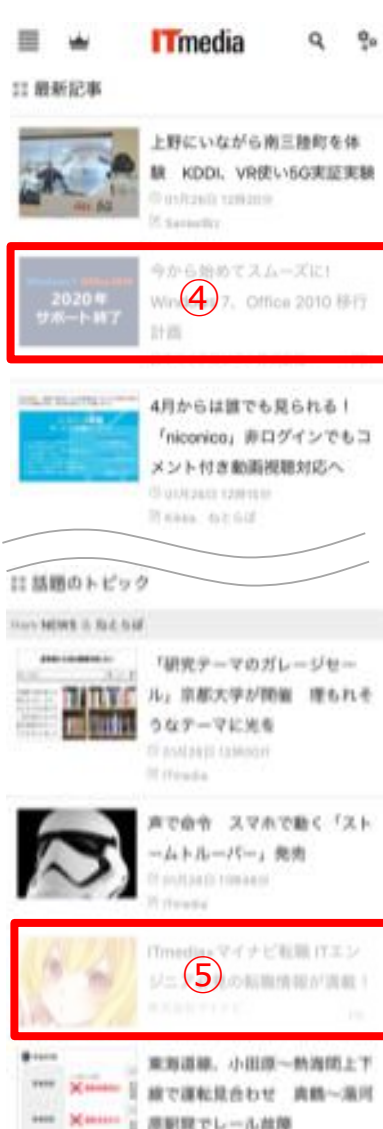 ITmedia
最新記事
上野にいながら南三陸町を体
験 KDDI、VR使い5G実証実験
今から始めてスムーズに!
Windows 7、Office 2010 移行
計画
2020年
サポート終了
④
4月からは誰でも見られる!
「niconico」非ログインでもコ
メント付き動画視聴対応へ
話題のトピック
from NEWS & ねとらぼ
「研究テーマのガレージセー
ル」京都大学が開催 埋もれそ
うなテーマに光を
ITmedia
声で命令 スマホで動く「スト
ームトルーパー」発売
ITmedia
ITmedia×マイナビ転職 ITエン
の転職情報が満載!
⑤
東海道線、小田原〜熱海間上下
線で運転見合わせ 真鶴〜湯河
原駅間でレール故障